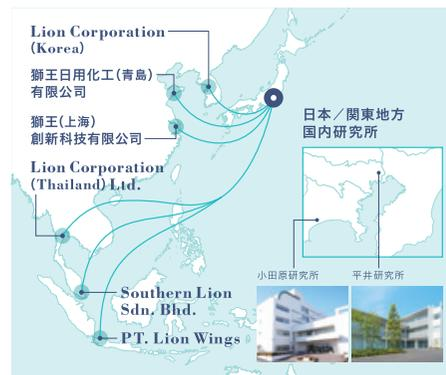 Lion Corporation
(Korea)
獅王日用化工(青島)
有限公司
獅王(上海)
創新科技有限公司
Lion Corporation
(Thailand) Ltd.
日本／関東地方
国内研究所
小田原研究所
平井研究所
Southern Lion
Sdn. Bhd.
PT. Lion Wings